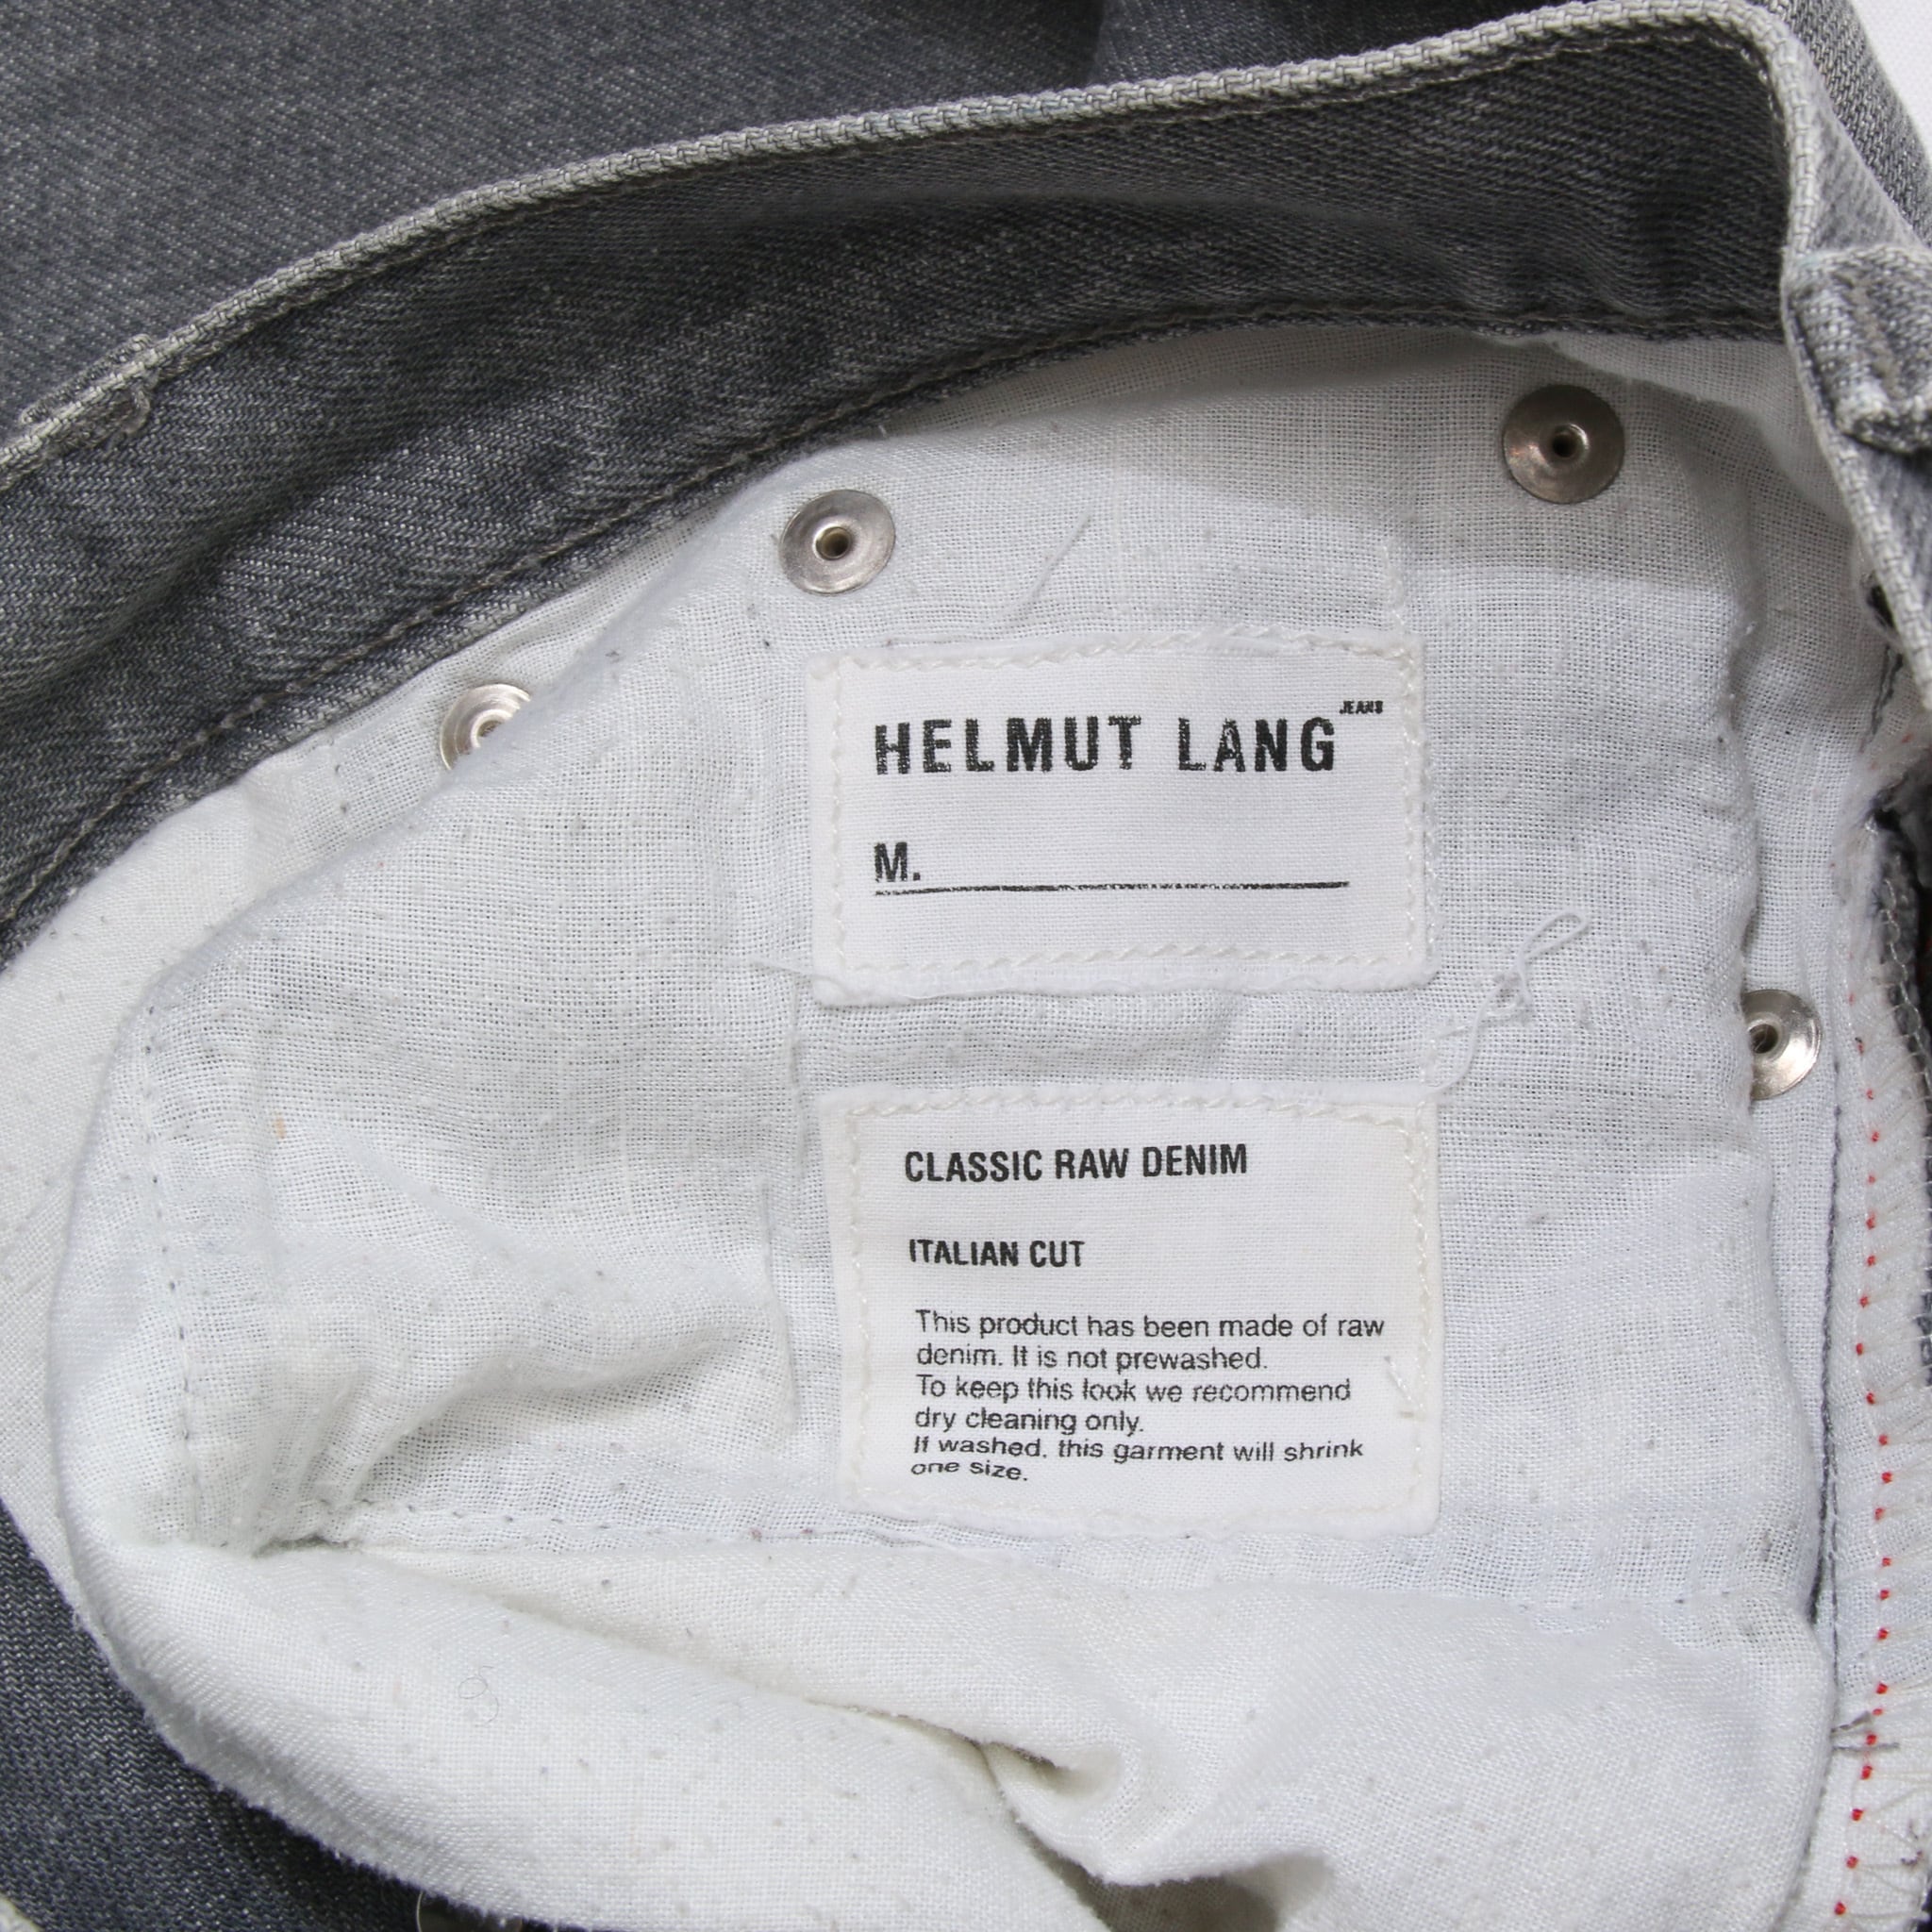 HELMUT LANG JEANS
M.
CLASSIC RAW DENIM
ITALIAN CUT
This product has been made of raw
denim. It is not prewashed.
To keep this look we recommend
dry cleaning only.
If washed, this garment will shrink
one size.